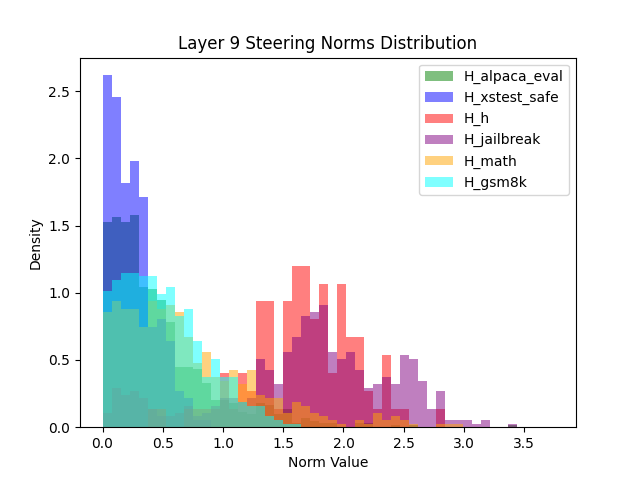 Layer 9 Steering Norms Distribution
H_alpaca_eval
H_xstest_safe
H_h
H_jailbreak
H_math
H_gsm8k
Density
2.5
2.0
1.5
1.0
0.5
0.0
0.0 0.5 1.0 1.5 2.0 2.5 3.0 3.5
Norm Value